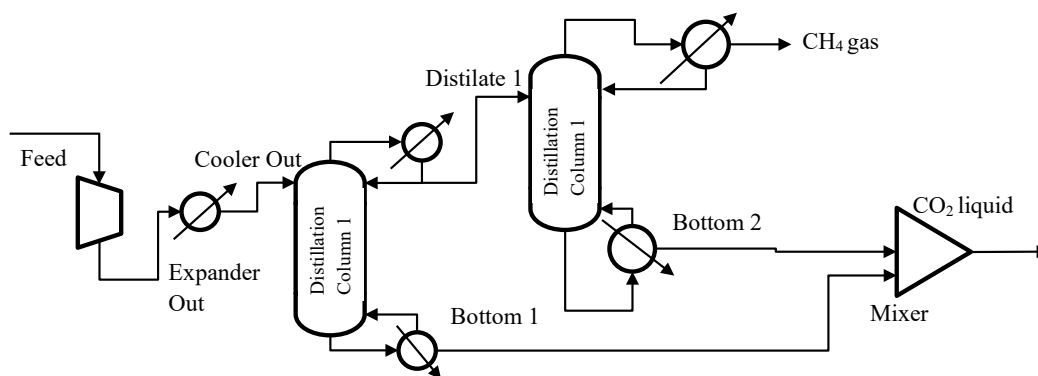 CH₄ gas
Distilate 1
Distillation
Column 1
Feed
Cooler Out
Distillation
Column 1
Bottom 2
CO₂ liquid
Expander
Out
Bottom 1
Mixer